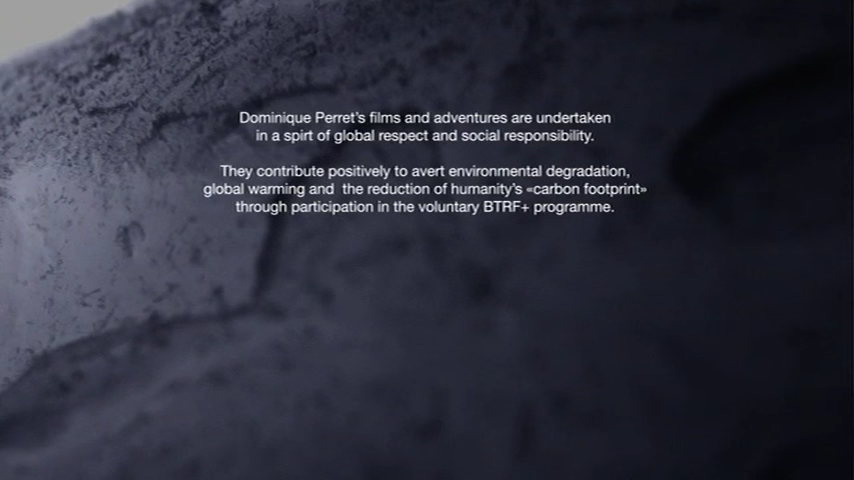 Dominique Perret's films and adventures are undertaken
in a spirt of global respect and social responsibility.
They contribute positively to avert environmental degradation,
global warming and  the reduction of humanity's «carbon footprint»
through participation in the voluntary BTRF+ programme.